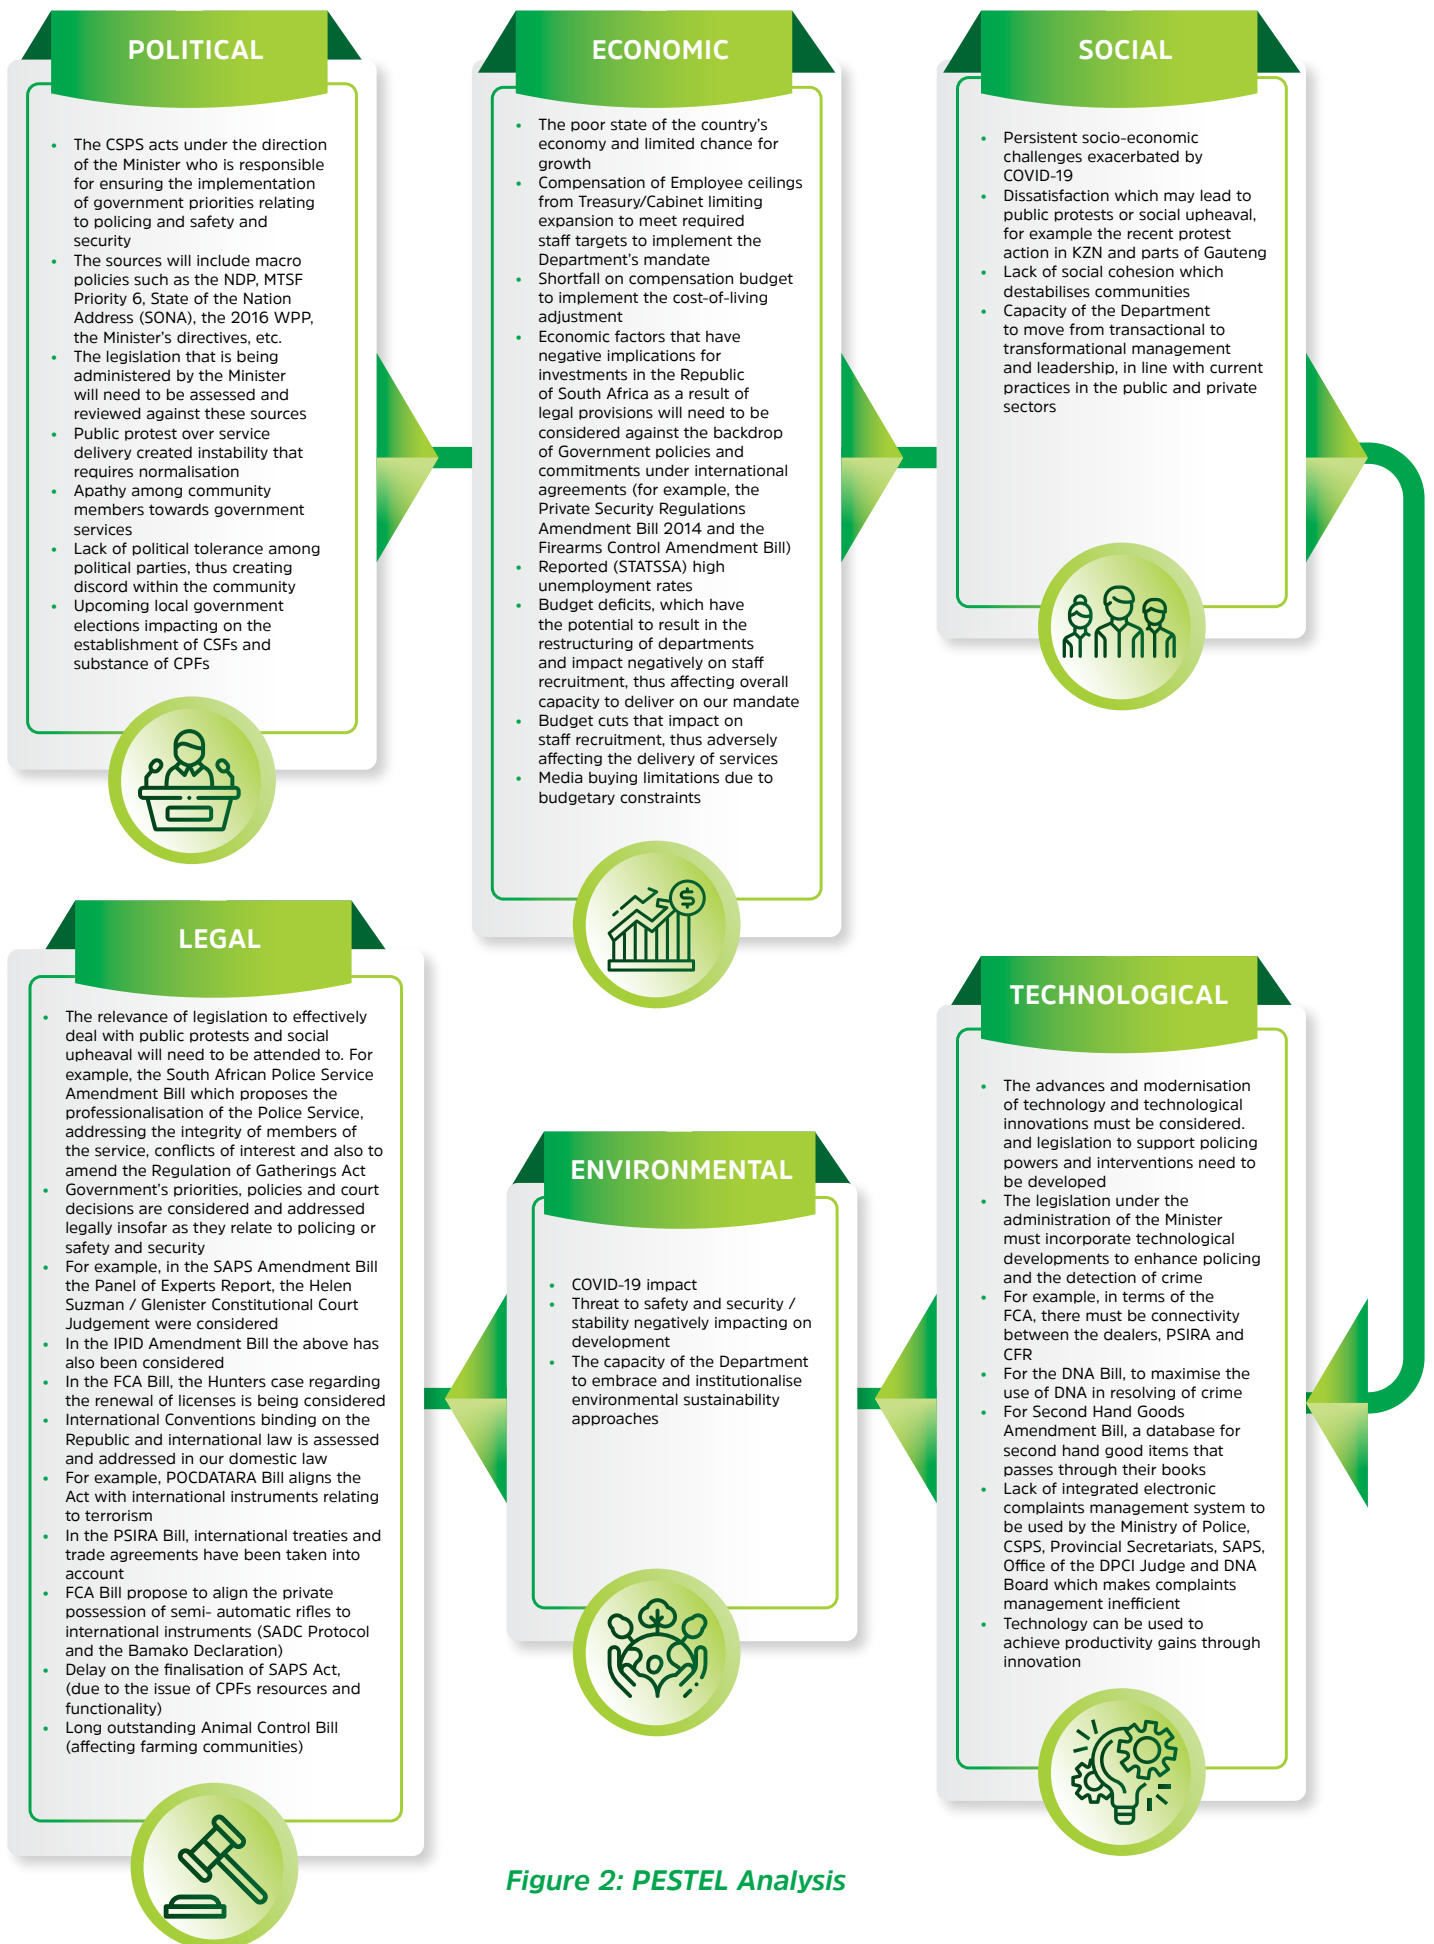 POLITICAL
• The CSPS acts under the direction
of the Minister who is responsible
for ensuring the implementation
of government priorities relating
to policing and safety and
security
• The sources will include macro
policies such as the NDP, MTSF
Priority 6, State of the Nation
Address (SONA), the 2016 WPP,
the Minister's directives, etc.
• The legislation that is being
administered by the Minister
will need to be assessed and
reviewed against these sources
• Public protest over service
delivery created instability that
requires normalisation
• Apathy among community
members towards government
services
• Lack of political tolerance among
political parties, thus creating
discord within the community
• Upcoming local government
elections impacting on the
establishment of CSFs and
substance of CPFs
ECONOMIC
• The poor state of the country's
economy and limited chance for
growth
• Compensation of Employee ceilings
from Treasury/Cabinet limiting
expansion to meet required
staff targets to implement the
Department's mandate
• Shortfall on compensation budget
to implement the cost-of-living
adjustment
• Economic factors that have
negative implications for
investments in the Republic
of South Africa as a result of
legal provisions will need to be
considered against the backdrop
of Government policies and
commitments under international
agreements (for example, the
Private Security Regulations
Amendment Bill 2014 and the
Firearms Control Amendment Bill)
• Reported (STATSSA) high
unemployment rates
• Budget deficits, which have
the potential to result in the
restructuring of departments
and impact negatively on staff
recruitment, thus affecting overall
capacity to deliver on our mandate
• Budget cuts that impact on
staff recruitment, thus adversely
affecting the delivery of services
• Media buying limitations due to
budgetary constraints
SOCIAL
• Persistent socio-economic
challenges exacerbated by
COVID-19
• Dissatisfaction which may lead to
public protests or social upheaval,
for example the recent protest
action in KZN and parts of Gauteng
• Lack of social cohesion which
destabilises communities
• Capacity of the Department
to move from transactional to
transformational management
and leadership, in line with current
practices in the public and private
sectors
TECHNOLOGICAL
• The advances and modernisation
of technology and technological
innovations must be considered.
and legislation to support policing
powers and interventions need to
be developed
• The legislation under the
administration of the Minister
must incorporate technological
developments to enhance policing
and the detection of crime
• For example, in terms of the
FCA, there must be connectivity
between the dealers, PSIRA and
CFR
• For the DNA Bill, to maximise the
use of DNA in resolving of crime
• For Second Hand Goods
Amendment Bill, a database for
second hand good items that
passes through their books
• Lack of integrated electronic
complaints management system to
be used by the Ministry of Police,
CSPS, Provincial Secretariats, SAPS,
Office of the DPCI Judge and DNA
Board which makes complaints
management inefficient
• Technology can be used to
achieve productivity gains through
innovation
ENVIRONMENTAL
• COVID-19 impact
• Threat to safety and security /
stability negatively impacting on
development
• The capacity of the Department
to embrace and institutionalise
environmental sustainability
approaches
LEGAL
• The relevance of legislation to effectively
deal with public protests and social
upheaval will need to be attended to. For
example, the South African Police Service
Amendment Bill which proposes the
professionalisation of the Police Service,
addressing the integrity of members of
the service, conflicts of interest and also to
amend the Regulation of Gatherings Act
• Government's priorities, policies and court
decisions are considered and addressed
legally insofar as they relate to policing or
safety and security
• For example, in the SAPS Amendment Bill
the Panel of Experts Report, the Helen
Suzman / Glenister Constitutional Court
Judgement were considered
• In the IPID Amendment Bill the above has
also been considered
• In the FCA Bill, the Hunters case regarding
the renewal of licenses is being considered
• International Conventions binding on the
Republic and international law is assessed
and addressed in our domestic law
• For example, POCDATARA Bill aligns the
Act with international instruments relating
to terrorism
• In the PSIRA Bill, international treaties and
trade agreements have been taken into
account
• FCA Bill propose to align the private
possession of semi- automatic rifles to
international instruments (SADC Protocol
and the Bamako Declaration)
• Delay on the finalisation of SAPS Act,
(due to the issue of CPFs resources and
functionality)
• Long outstanding Animal Control Bill
(affecting farming communities)
$
Figure 2: PESTEL Analysis